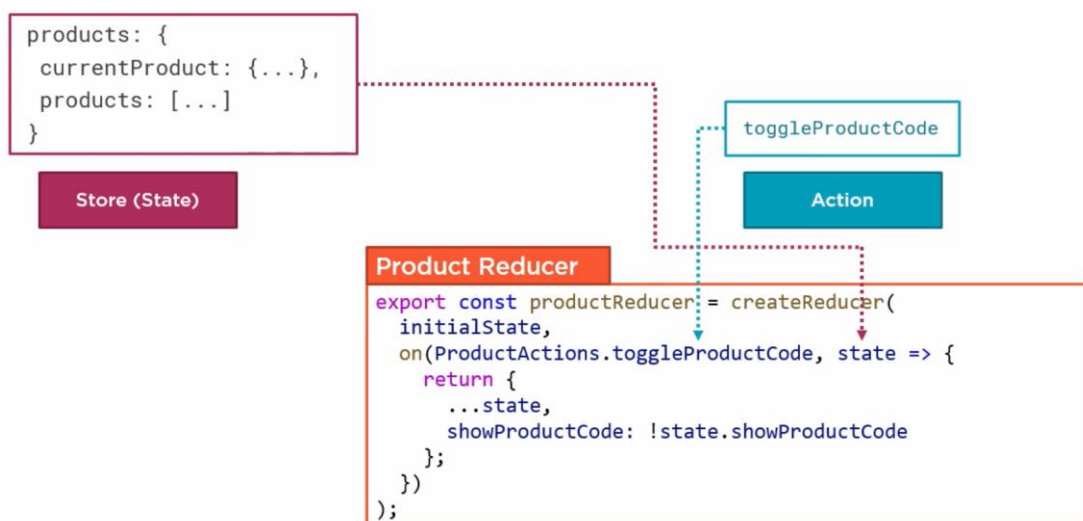 products: {
 currentProduct: {...},
 products: [...]
}
toggleProductCode
Store (State)
Action
Product Reducer
export const productReducer = createReducer(
  initialState,
  on(ProductActions.toggleProductCode, state => {
    return {
      ...state,
      showProductCode: !state.showProductCode
    };
  })
);